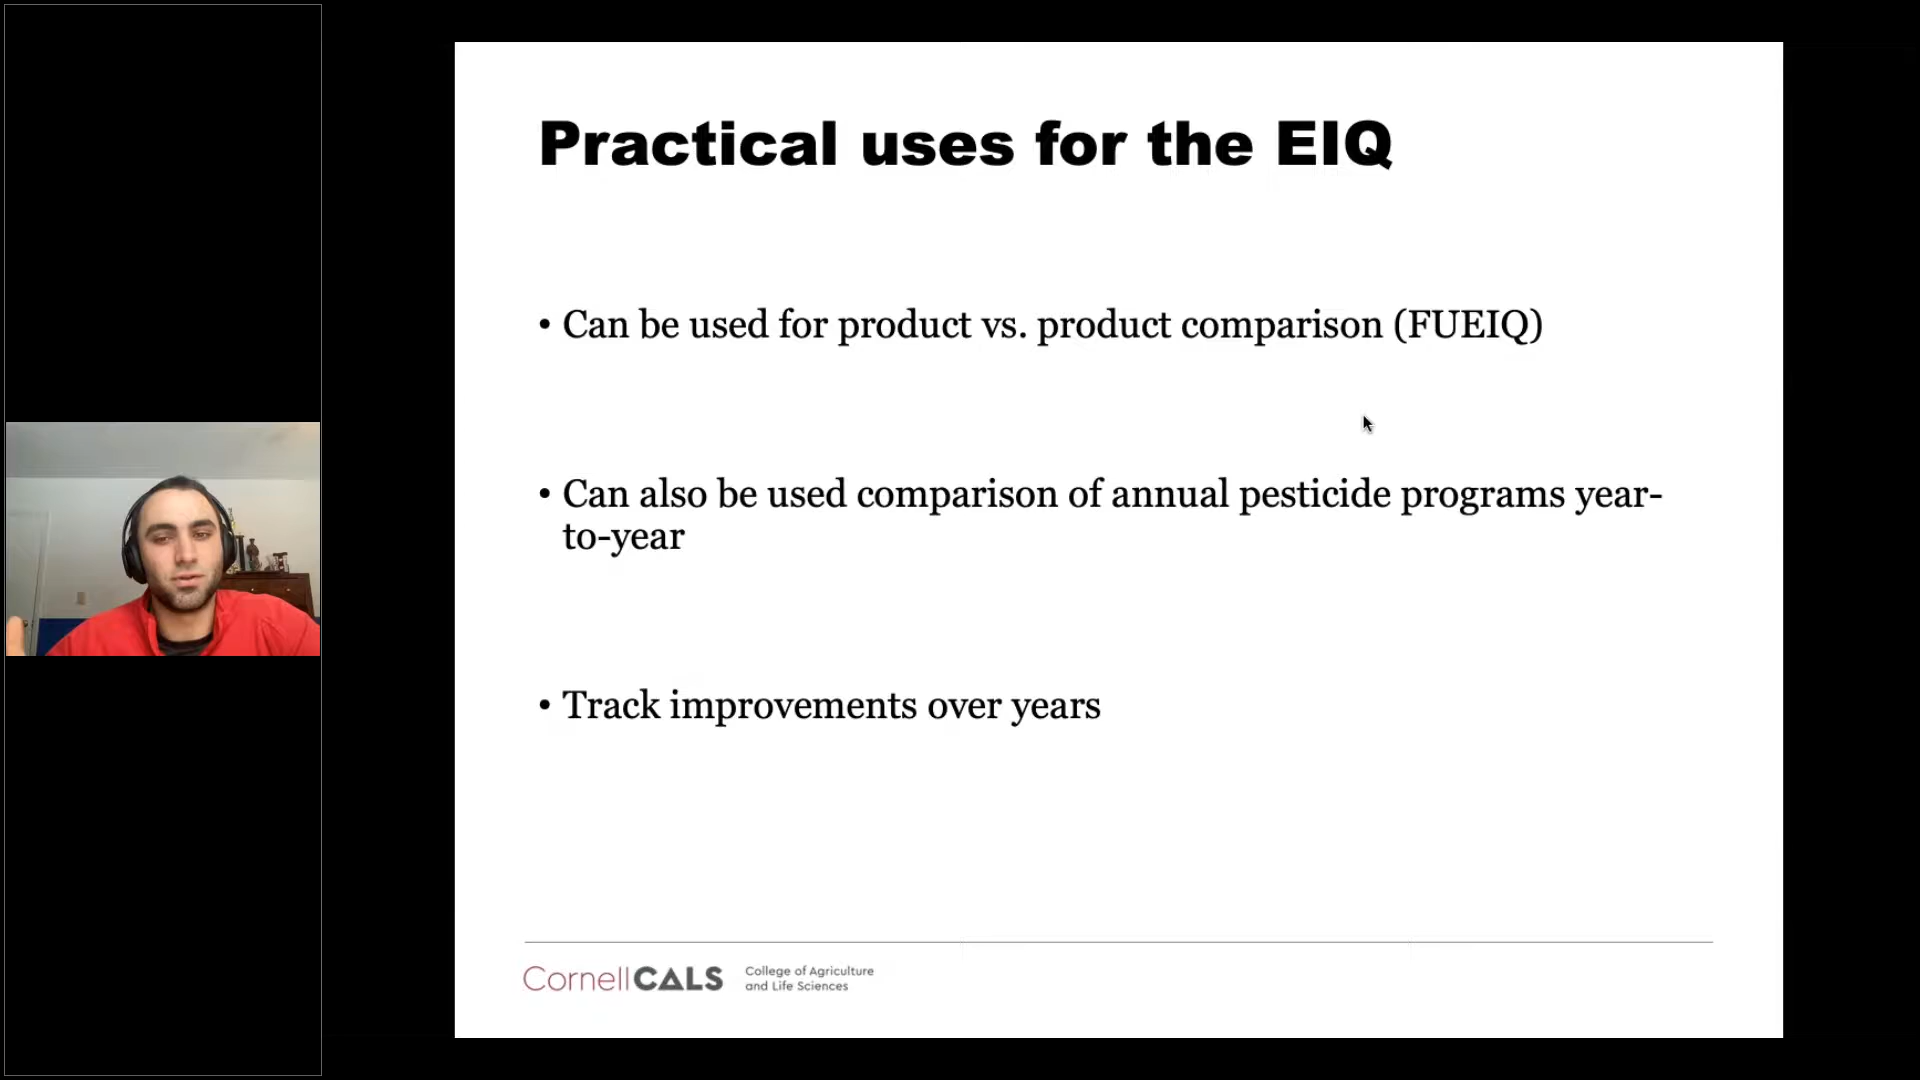 Practical uses for the EIQ
• Can be used for product vs. product comparison (FUEIQ)
• Can also be used comparison of annual pesticide programs year-
to-year
• Track improvements over years
CornellCALS
College of Agriculture
and Life Sciences